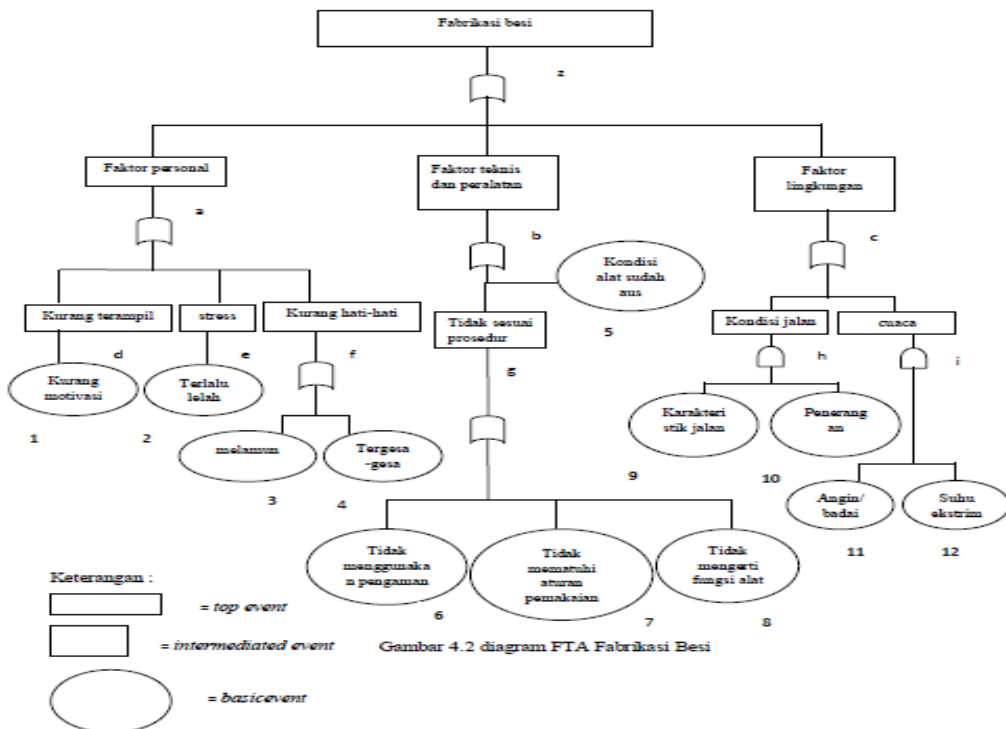 Fabrikasi besi
z
Faktor personal
Faktor teknis
dan peralatan
Faktor
lingkungan
a
b
c
Kondisi
alat sudah
aus
5
Kurang terampil
stress
Kurang hati-hati
Tidak sesuai
prosedur
Kondisi jalan
cuaca
d
e
f
g
h
i
Kurang
motivasi
Terlalu
lelah
1
2
melamun
Tergesa
-gesa
3
4
Karakteri
stik jalan
Penerang
an
9
10
Angin/
badai
Suhu
ekstrim
11
12
Tidak
menggunaka
n pengaman
Tidak
mematuhi
aturan
pemakaian
Tidak
mengerti
fungsi alat
6
7
8
Keterangan :
= top event
= intermediated event
Gambar 4.2 diagram FTA Fabrikasi Besi
= basicevent